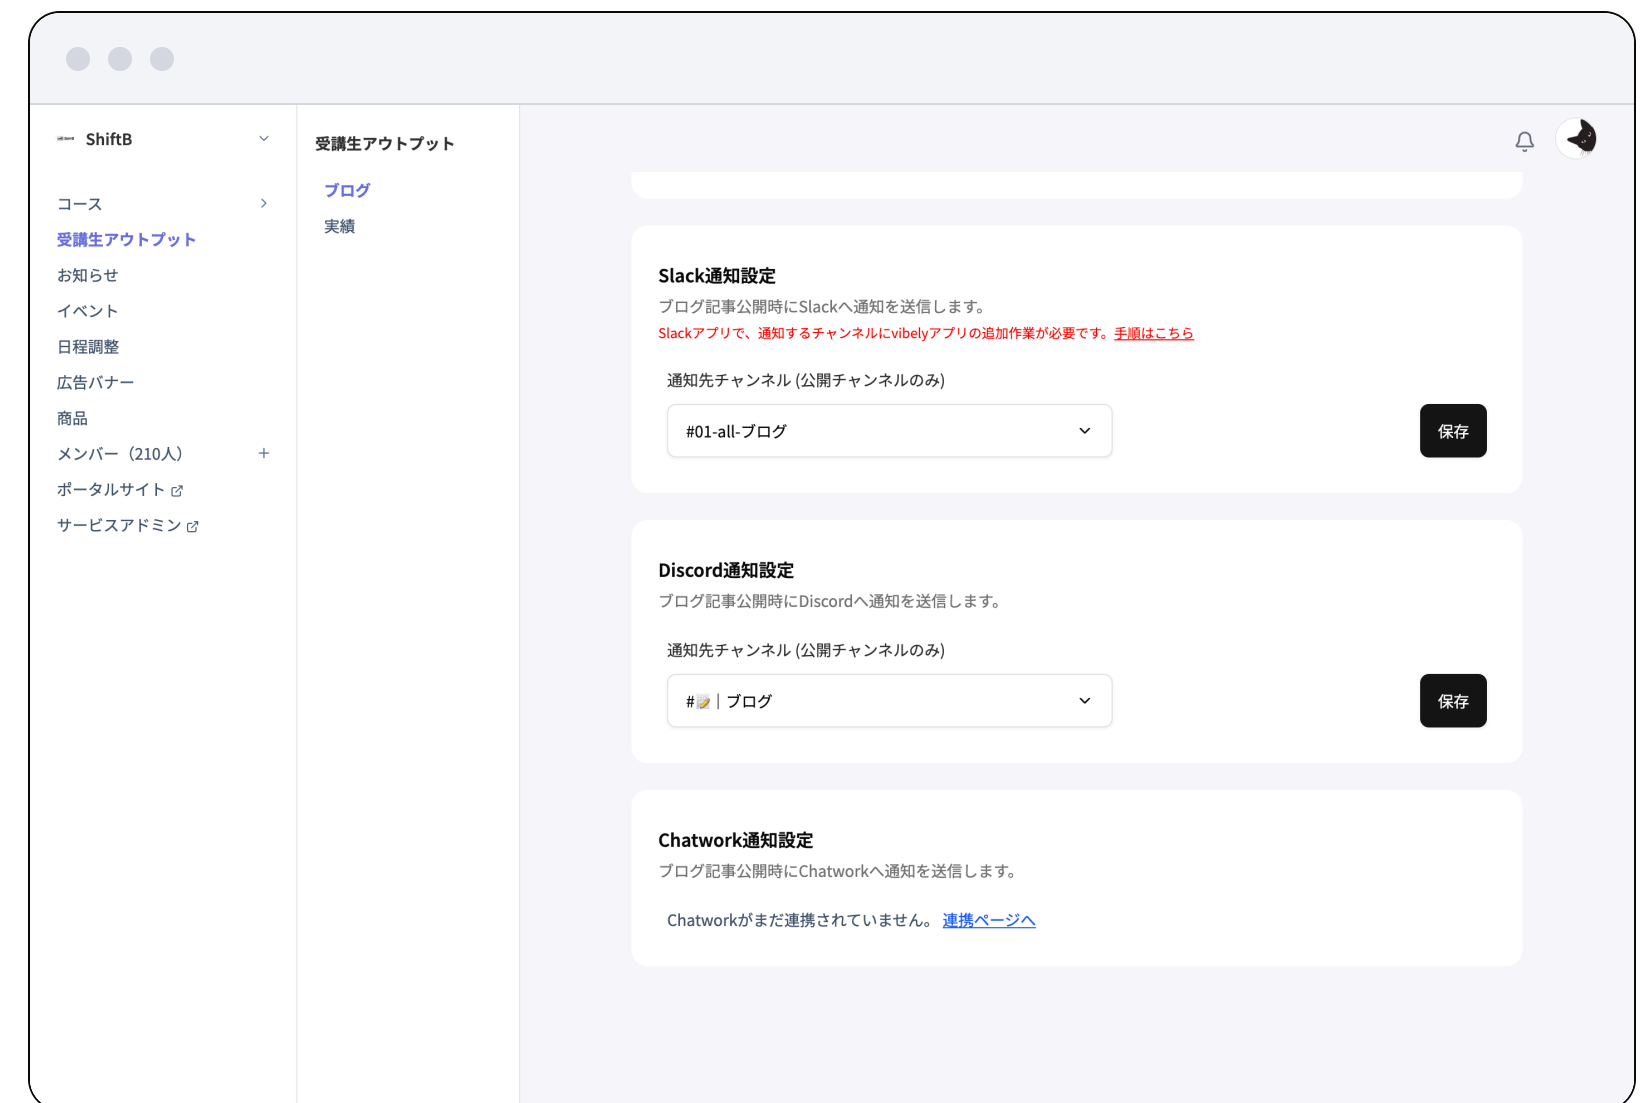 ShiftB
コース
受講生アウトプット
お知らせ
イベント
日程調整
広告バナー
商品
メンバー（210人）
ポータルサイト
サービスアドミン
受講生アウトプット
ブログ
実績
Slack通知設定
ブログ記事公開時にSlackへ通知を送信します。
Slackアプリで、通知するチャンネルにvibelyアプリの追加作業が必要です。手順はこちら
通知先チャンネル (公開チャンネルのみ)
#01-all-ブログ
保存
Discord通知設定
ブログ記事公開時にDiscordへ通知を送信します。
通知先チャンネル (公開チャンネルのみ)
#📝｜ブログ
保存
Chatwork通知設定
ブログ記事公開時にChatworkへ通知を送信します。
Chatworkがまだ連携されていません。 連携ページへ